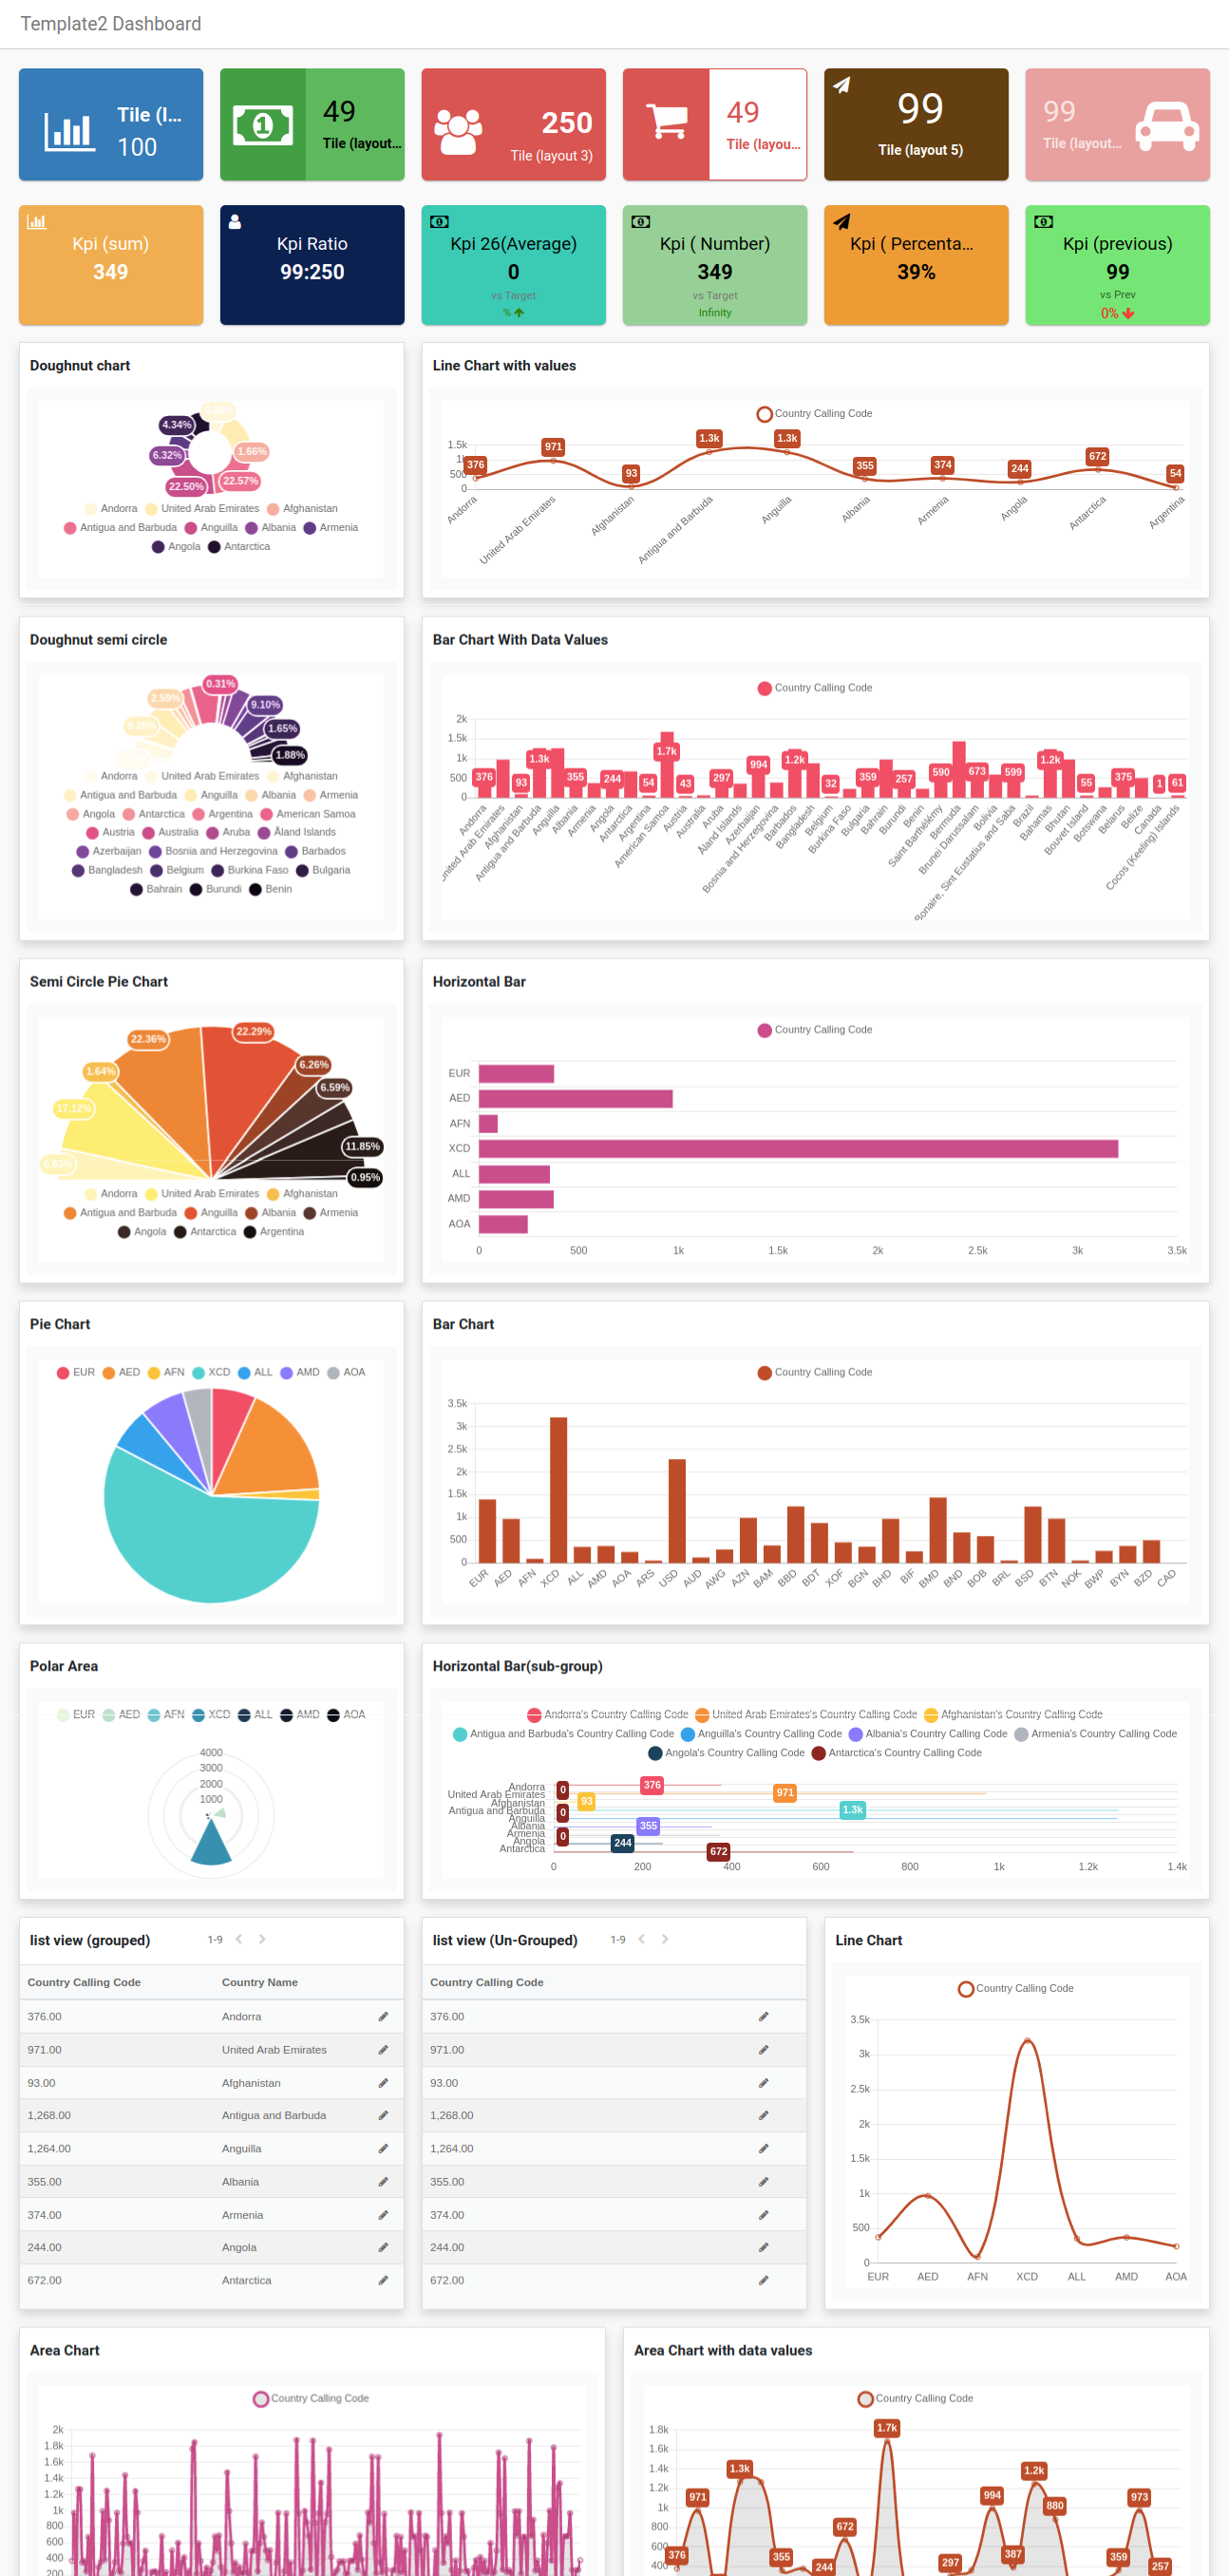 Template2 Dashboard
Tile (l...
100
49
Tile (layout...
250
Tile (layout 3)
49
Tile (layou...
99
Tile (layout 5)
99
Tile (layout...
Kpi (sum)
349
Kpi Ratio
99:250
Kpi 26(Average)
0
vs Target
%
Kpi ( Number)
349
vs Target
Infinity
Kpi ( Percenta...
39%
Kpi (previous)
99
vs Prev
0%
Doughnut chart
4.34%
6.32%
1.66%
22.50%
22.57%
Andorra United Arab Emirates Afghanistan
Antigua and Barbuda Anguilla Albania Armenia
Angola Antarctica
Line Chart with values
Country Calling Code
1.5k
500
0
376
971
93
1.3k
1.3k
355
374
244
672
54
Andorra
United Arab Emirates
Afghanistan
Antigua and Barbuda
Anguilla
Albania
Armenia
Angola
Antarctica
Argentina
Doughnut semi circle
0.31%
2.59%
9.10%
1.65%
1.88%
Andorra United Arab Emirates Afghanistan
Antigua and Barbuda Anguilla Albania Armenia
Angola Antarctica Argentina American Samoa
Austria Australia Aruba Åland Islands
Azerbaijan Bosnia and Herzegovina Barbados
Bangladesh Belgium Burkina Faso Bulgaria
Bahrain Burundi Benin
Bar Chart With Data Values
Country Calling Code
2k
1.5k
1k
500
0
376
93
1.3k
355
244
54
1.7k
43
297
994
1.2k
32
359
257
590
673
599
1.2k
55
375
1
61
Andorra
United Arab Emirates
Afghanistan
Antigua and Barbuda
Anguilla
Albania
Armenia
Angola
Antarctica
Argentina
American Samoa
Austria
Australia
Aruba
Åland Islands
Azerbaijan
Bosnia and Herzegovina
Barbados
Bangladesh
Belgium
Burkina Faso
Bulgaria
Bahrain
Burundi
Benin
Saint Barthélemy
Bermuda
Brunei Darussalam
Bolivia
Bonaire, Sint Eustatius and Saba
Brazil
Bahamas
Bhutan
Bouvet Island
Botswana
Belarus
Belize
Canada
Cocos (Keeling) Islands
Semi Circle Pie Chart
22.36%
22.29%
1.64%
6.26%
6.59%
17.12%
11.85%
0.95%
Andorra United Arab Emirates Afghanistan
Antigua and Barbuda Anguilla Albania Armenia
Angola Antarctica Argentina
Horizontal Bar
Country Calling Code
EUR
AED
AFN
XCD
ALL
AMD
AOA
0 500 1k 1.5k 2k 2.5k 3k 3.5k
Pie Chart
EUR AED AFN XCD ALL AMD AOA
Bar Chart
Country Calling Code
3.5k
3k
2.5k
2k
1.5k
1k
500
0
EUR AED AFN XCD ALL AMD AOA ARS USD AUD AWG AZN BAM BBD BDT XOF BGN BHD BIF BMD BND BOB BRL BSD BTN NOK BWP BYN BZD CAD
Polar Area
EUR AED AFN XCD ALL AMD AOA
4000
3000
2000
1000
Horizontal Bar(sub-group)
Andorra's Country Calling Code United Arab Emirates's Country Calling Code Afghanistan's Country Calling Code
Antigua and Barbuda's Country Calling Code Anguilla's Country Calling Code Albania's Country Calling Code Armenia's Country Calling Code
Angola's Country Calling Code Antarctica's Country Calling Code
Andorra
United Arab Emirates
Afghanistan
Antigua and Barbuda
Anguilla
Albania
Armenia
Angola
Antarctica
0 376
971
93
0 1.3k
355
0
244
672
0 200 400 600 800 1k 1.2k 1.4k
list view (grouped) 1-9
Country Calling Code Country Name
376.00 Andorra
971.00 United Arab Emirates
93.00 Afghanistan
1,268.00 Antigua and Barbuda
1,264.00 Anguilla
355.00 Albania
374.00 Armenia
244.00 Angola
672.00 Antarctica
list view (Un-Grouped) 1-9
Country Calling Code
376.00
971.00
93.00
1,268.00
1,264.00
355.00
374.00
244.00
672.00
Line Chart
Country Calling Code
3.5k
3k
2.5k
2k
1.5k
1k
500
0
EUR AED AFN XCD ALL AMD AOA
Area Chart
Country Calling Code
2k
1.8k
1.6k
1.4k
1.2k
1k
800
600
400
200
Area Chart with data values
Country Calling Code
1.8k
1.6k
1.4k
1.2k
1k
800
600
400
376
971
1.3k
355
244
672
1.7k
297
994
387
1.2k
880
359
973
257